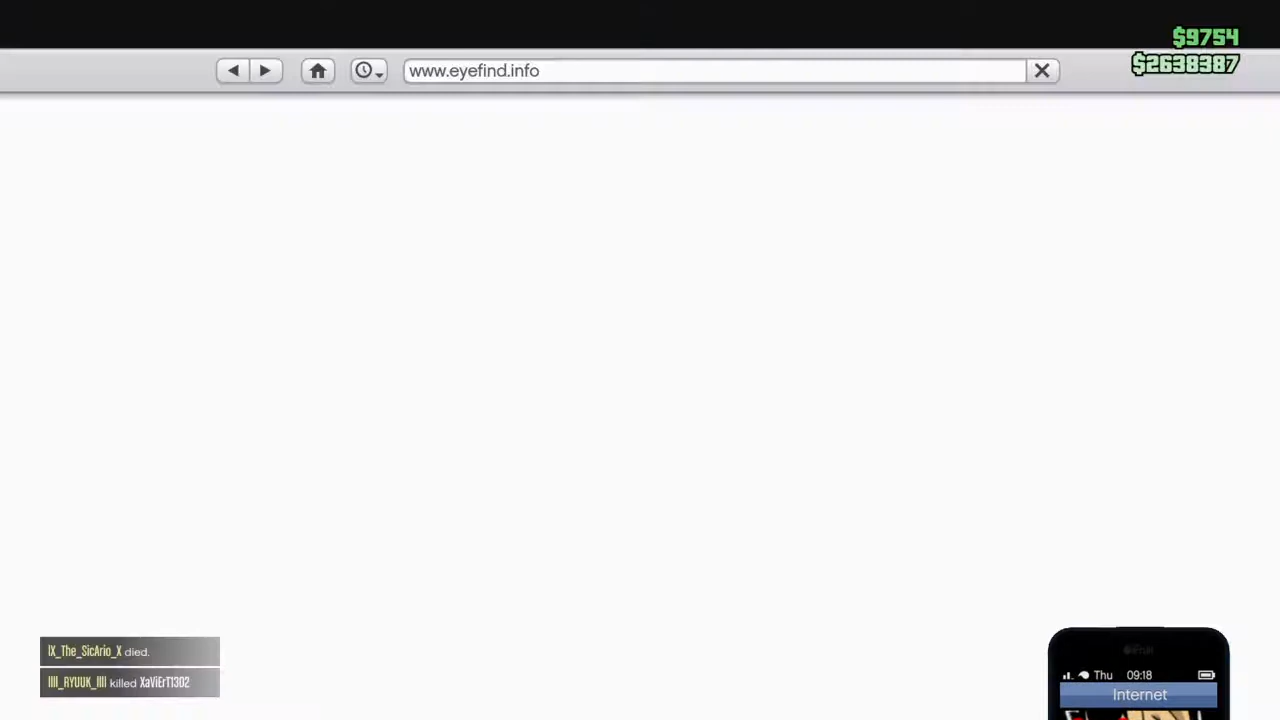 $9754
www.eyefind.info
$2638387
IX_The_SicArio_X died.
IIII_RYUUK_IIII killed XaViErT1302
Thu 09:18
Internet